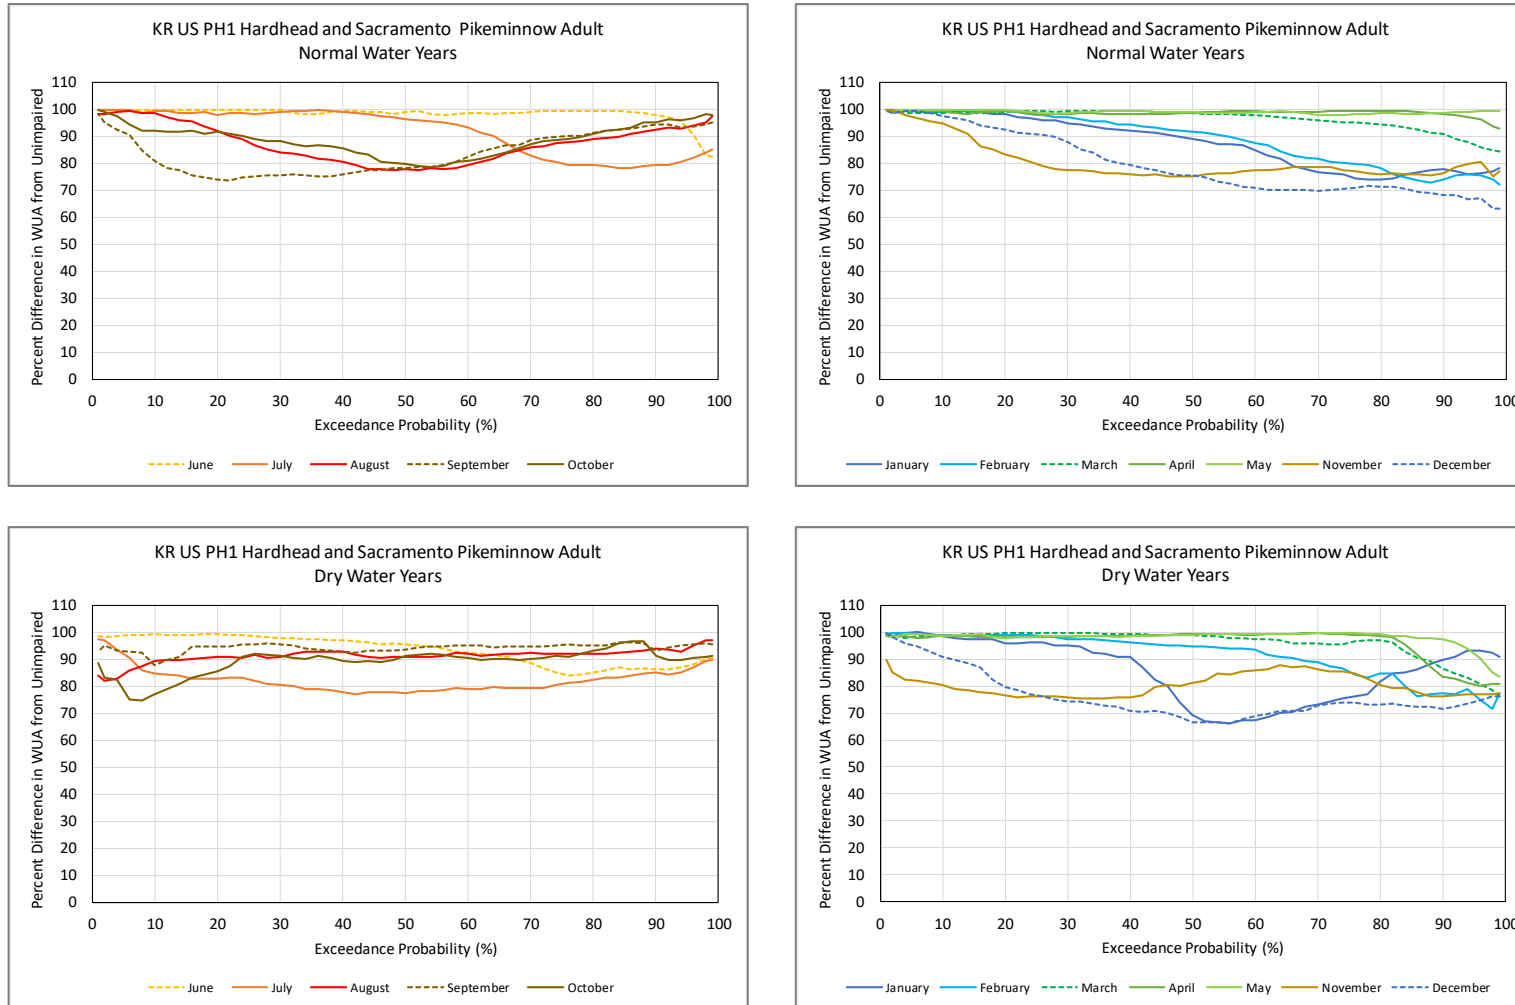 KR US PH1 Hardhead and Sacramento  Pikeminnow Adult
Normal Water Years
Percent Difference in WUA from Unimpaired
110
100
90
80
70
60
50
40
30
20
10
0
0 10 20 30 40 50 60 70 80 90 100
Exceedance Probability (%)
June July August September October
KR US PH1 Hardhead and Sacramento Pikeminnow Adult
Normal Water Years
Percent Difference in WUA from Unimpaired
110
100
90
80
70
60
50
40
30
20
10
0
0 10 20 30 40 50 60 70 80 90 100
Exceedance Probability (%)
January February March April May November December
KR US PH1 Hardhead and Sacramento Pikeminnow Adult
Dry Water Years
Percent Difference in WUA from Unimpaired
110
100
90
80
70
60
50
40
30
20
10
0
0 10 20 30 40 50 60 70 80 90 100
Exceedance Probability (%)
June July August September October
KR US PH1 Hardhead and Sacramento Pikeminnow Adult
Dry Water Years
Percent Difference in WUA from Unimpaired
110
100
90
80
70
60
50
40
30
20
10
0
0 10 20 30 40 50 60 70 80 90 100
Exceedance Probability (%)
January February March April May November December